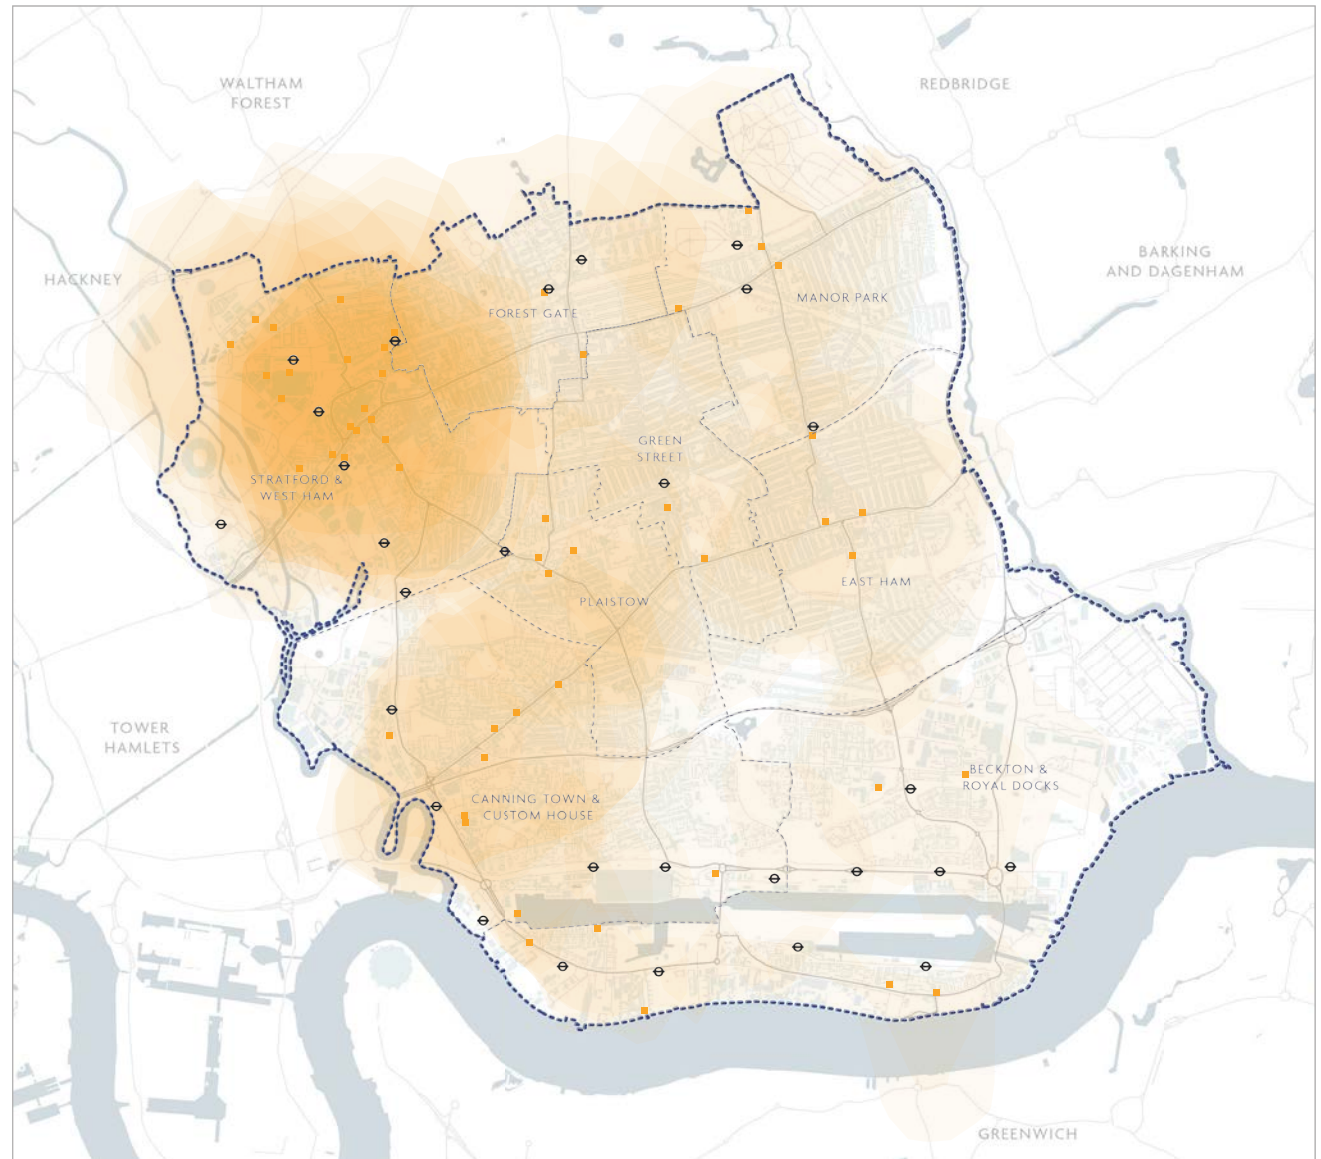 WALTHAM
FOREST
REDBRIDGE
HACKNEY
BARKING
AND DAGENHAM
MANOR PARK
FOREST GATE
GREEN
STREET
STRATFORD &
WEST HAM
EAST HAM
PLAISTOW
TOWER
HAMLETS
BECKTON &
ROYAL DOCKS
CANNING TOWN &
CUSTOM HOUSE
GREENWICH